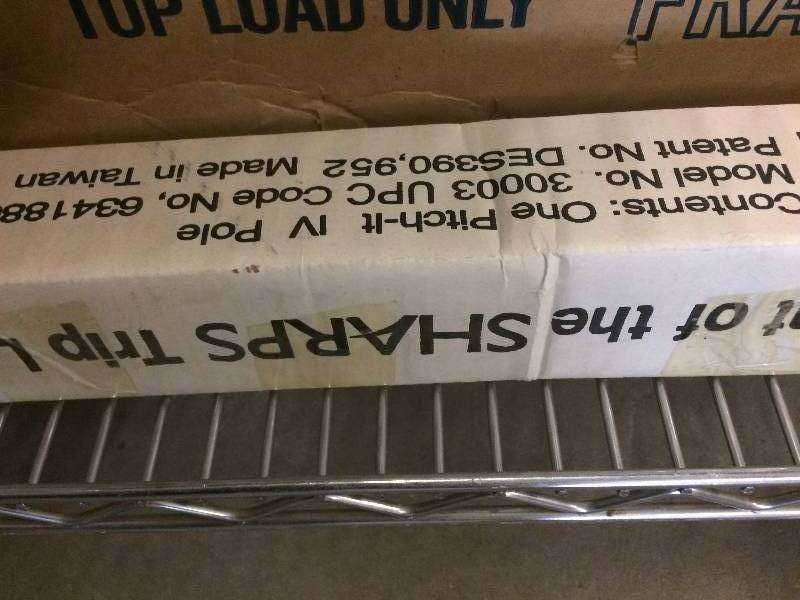 TOP LOAD ONLY FRA
t of the SHARPS Trip
Contents: One Pitch-It IV Pole
Model No. 30003 UPC Code No, 634188
Patent No. DES390,952 Made in Taiwan